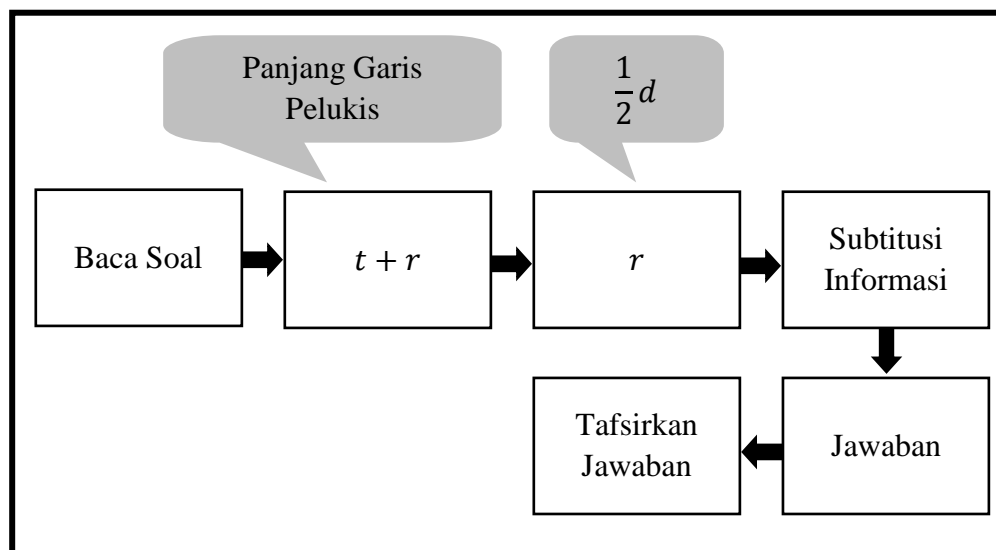 Panjang Garis
Pelukis
1/2 d
Baca Soal
t + r
r
Subtitusi
Informasi
Tafsirkan
Jawaban
Jawaban